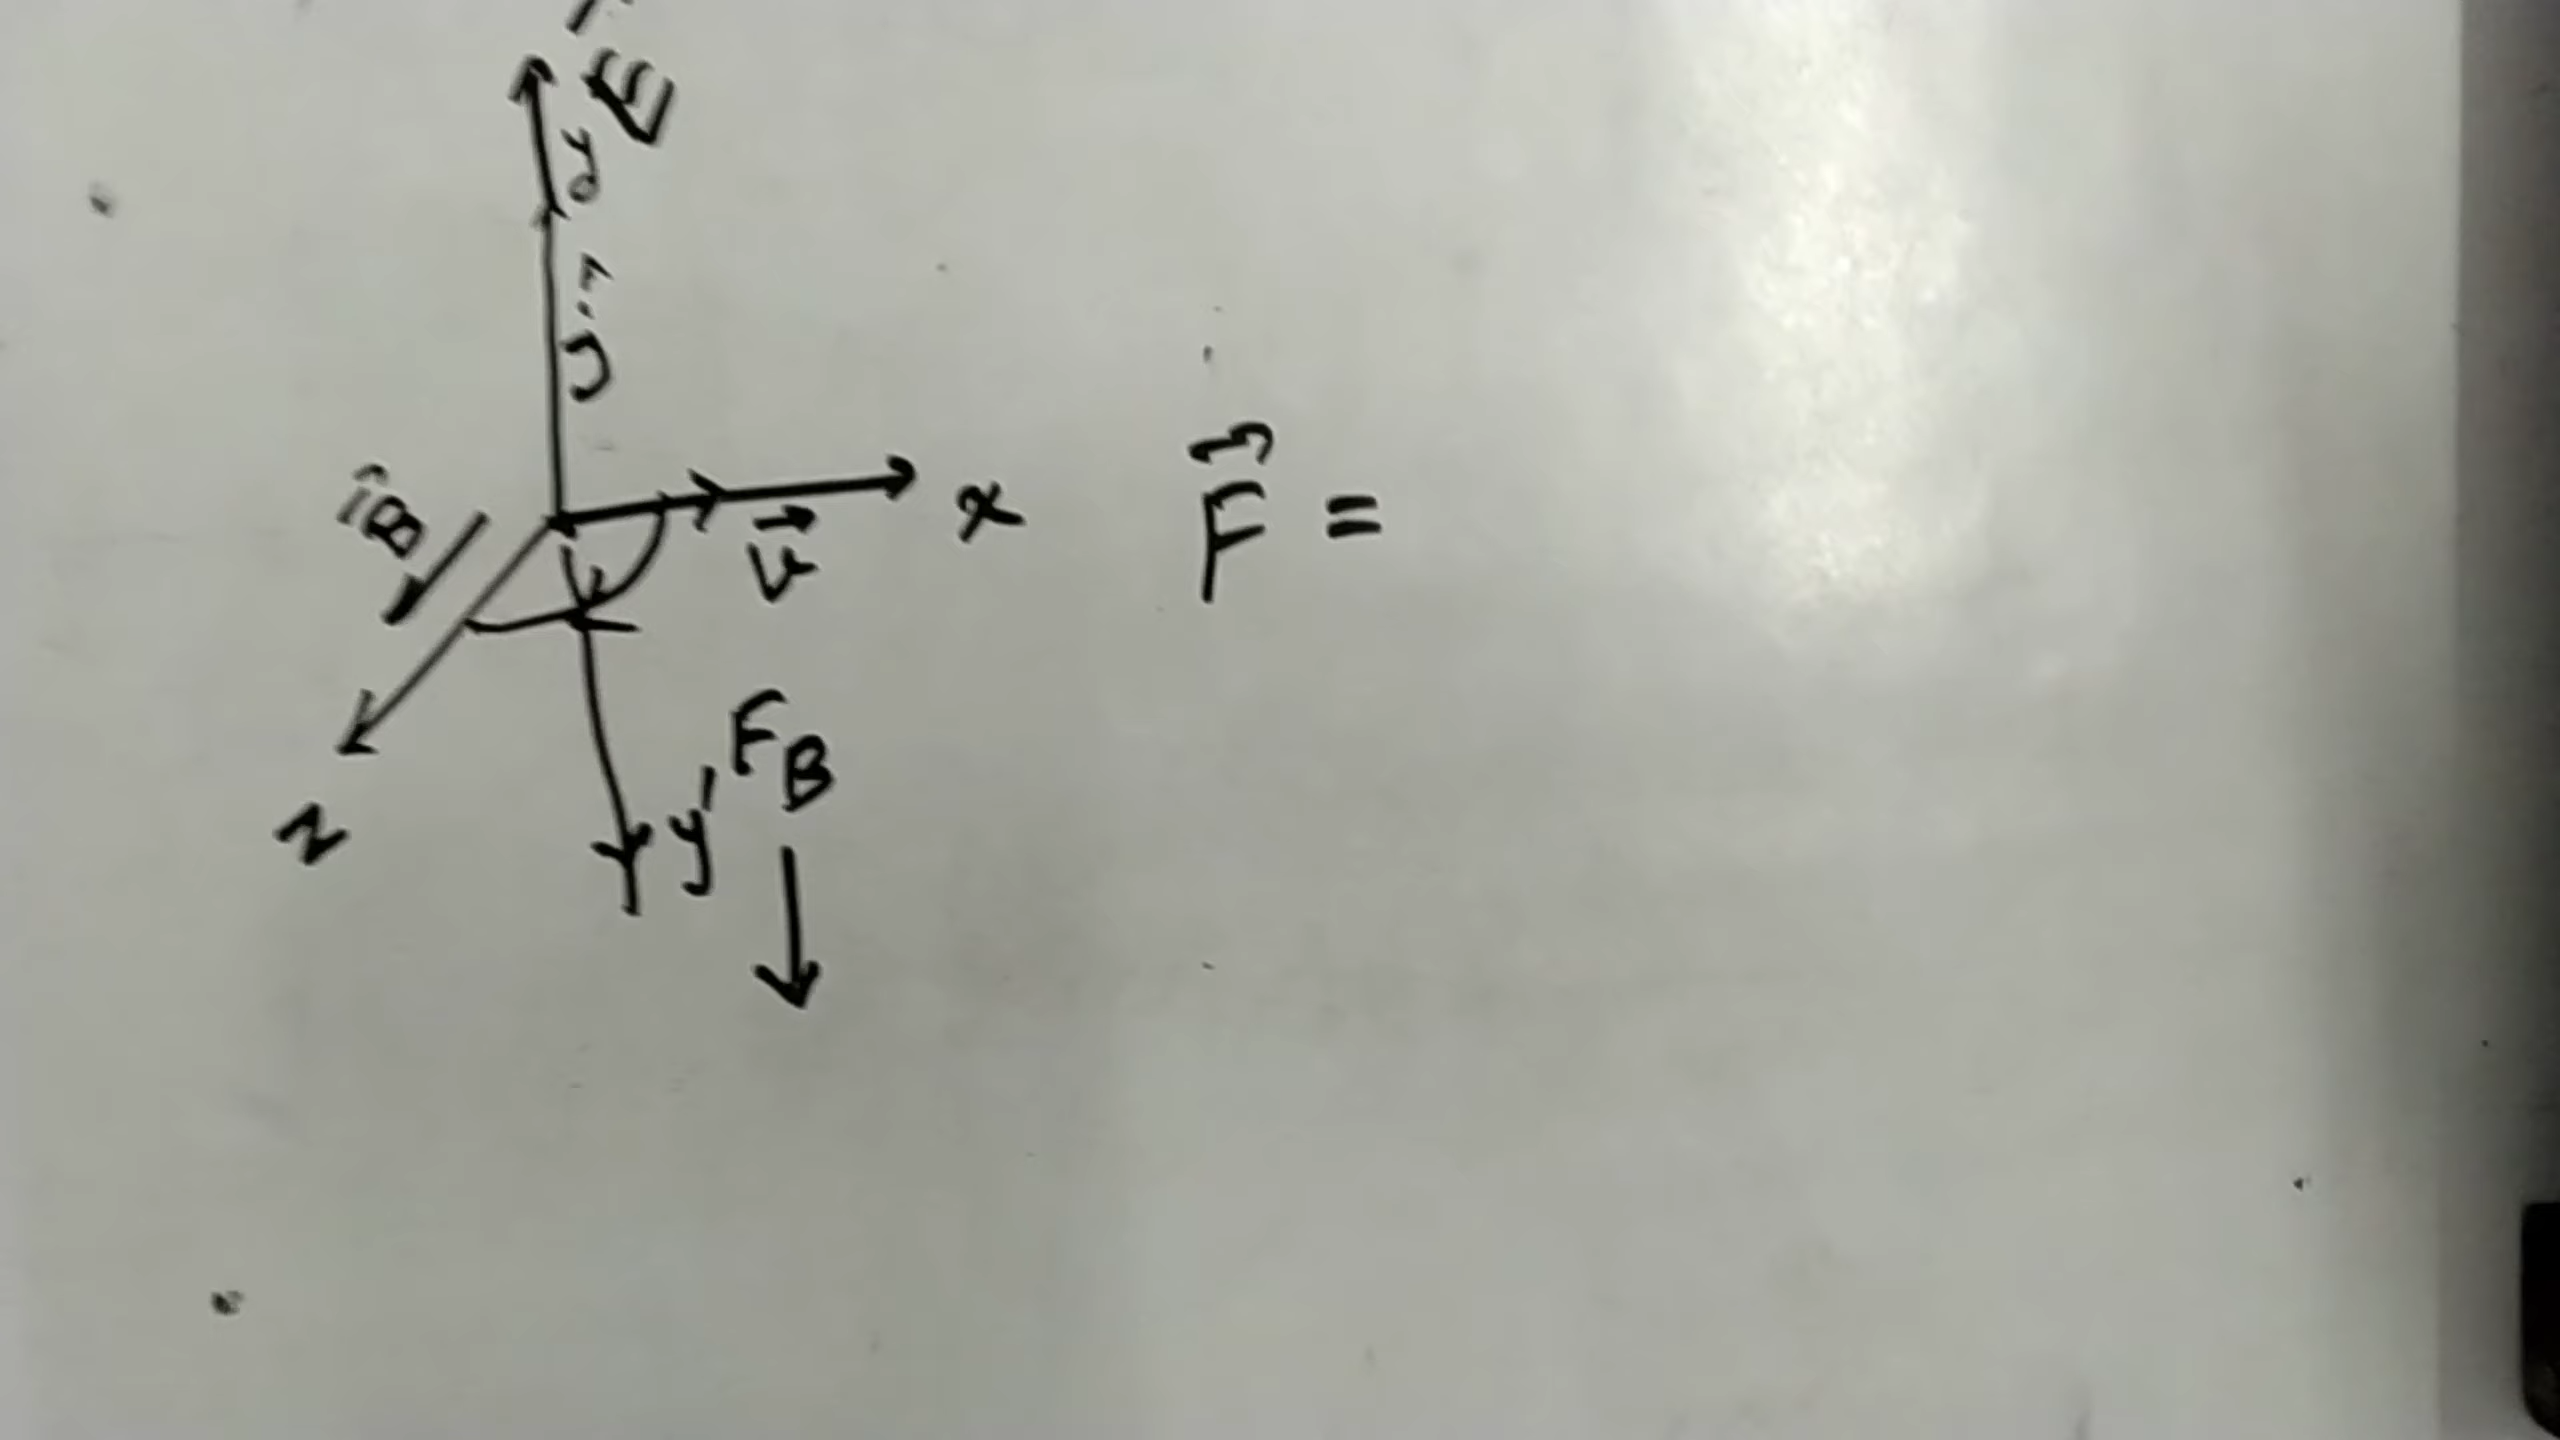 E
x
v⃗
B⃗
z
y'
F_B
F⃗ =